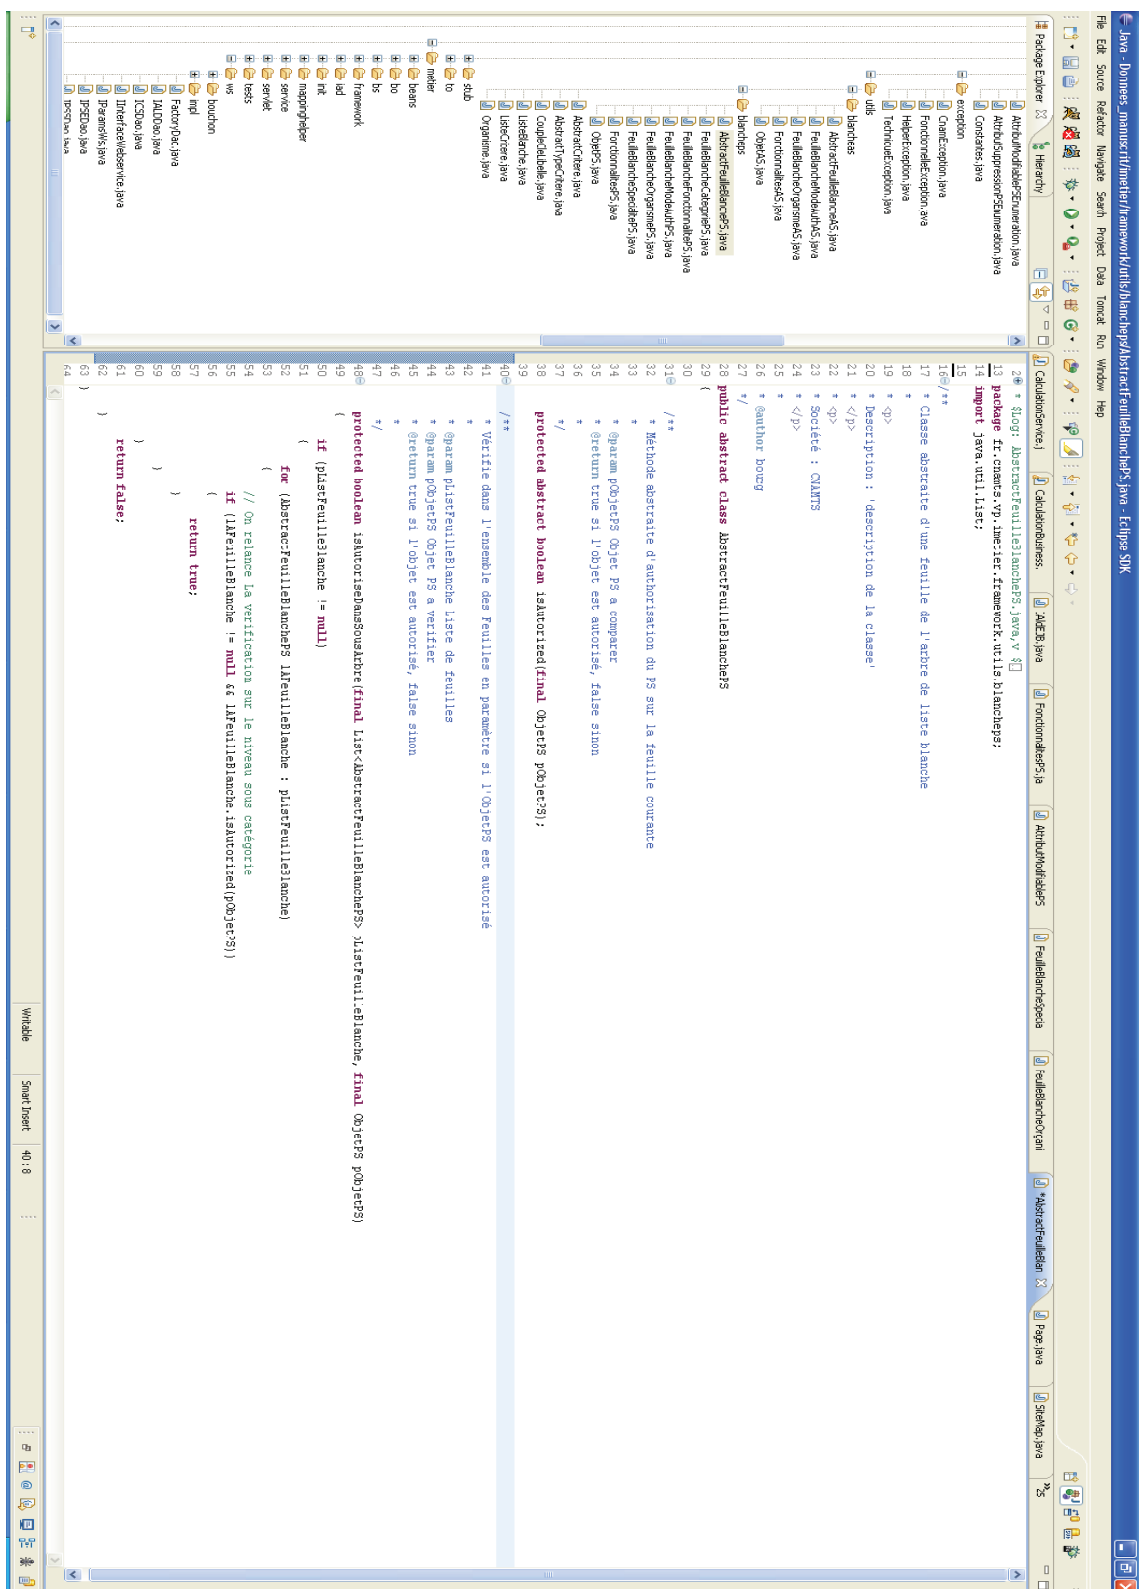 Java - Donnees_manuscrit/imetier/framework/utils/blancheps/AbstractFeuilleBlanchePS.java - Eclipse SDK
File Edit Source Refactor Navigate Search Project Data Tomcat Run Window Help
Package Explorer Hierarchy
AttributModifiablePSEnumeration.java
AttributSuppressionPSEnumeration.java
Constantes.java
exception
CnamException.java
FonctionnelleException.java
HelperException.java
TechniqueException.java
utils
blancheas
AbstractFeuilleBlancheAS.java
FeuilleBlancheModeAuthAS.java
FeuilleBlancheOrganismeAS.java
FonctionnalitesAS.java
ObjetAS.java
blancheps
AbstractFeuilleBlanchePS.java
FeuilleBlancheCategoriePS.java
FeuilleBlancheFonctionnalitePS.java
FeuilleBlancheModeAuthPS.java
FeuilleBlancheOrganismePS.java
FeuilleBlancheSpecialitePS.java
FonctionnalitesPS.java
ObjetPS.java
AbstractCritere.java
AbstractTypeCritere.java
CoupleDeLibelle.java
ListeBlanche.java
ListeCritere.java
Organisme.java
stub
to
metier
beans
bo
bs
framework
iad
init
mappinghelper
service
servlet
tests
ws
bouchon
impl
FactoryDac.java
IALDDao.java
ICSDao.java
IInterfaceWebservice.java
IParamsWs.java
IPSEDao.java
IPSSDao.java
CalculationService.j CalculationBusiness. IAldEJB.java FonctionnalitesPS.ja AttributModifiablePS FeuilleBlancheSpecia FeuilleBlancheOrgani *AbstractFeuilleBlan Page.java SiteMap.java »25
2 * $Log: AbstractFeuilleBlanchePS.java,v $
13 package fr.cnamts.vp.imetier.framework.utils.blancheps;
14 import java.util.List;
15
16 /**
17 * Classe abstraite d'une feuille de l'arbre de liste blanche
18 *
19 * <p>
20 * Description : 'description de la classe'
21 * </p>
22 * <p>
23 * Société : CNAMTS
24 * </p>
25 *
26 * @author bourg
27 */
28 public abstract class AbstractFeuilleBlanchePS
29 {
30
31 /**
32 * Méthode abstraite d'authorisation du PS sur la feuille courante
33 *
34 * @param pObjetPS Objet PS a comparer
35 * @return true si l'objet est autorisé, false sinon
36 *
37 */
38 protected abstract boolean isAutorized(final ObjetPS pObjetPS);
39
40 /**
41 * Vérifie dans l'ensemble des Feuilles en paramètre si l'ObjetPS est autorisé
42 *
43 * @param pListFeuilleBlanche Liste de feuilles
44 * @param pObjetPS Objet PS a verifier
45 * @return true si l'objet est autorisé, false sinon
46 *
47 */
48 protected boolean isAutoriseDansSousArbre(final List<AbstractFeuilleBlanchePS> pListFeuilleBlanche, final ObjetPS pObjetPS)
49 {
50 if (pListFeuilleBlanche != null)
51 {
52 for (AbstractFeuilleBlanchePS lAFeuilleBlanche : pListFeuilleBlanche)
53 {
54 // On relance La verification sur le niveau sous catégorie
55 if (lAFeuilleBlanche != null && lAFeuilleBlanche.isAutorized(pObjetPS))
56 {
57 return true;
58 }
59 }
60 }
61 return false;
62 }
63 }
64
Writable Smart Insert 40 : 8